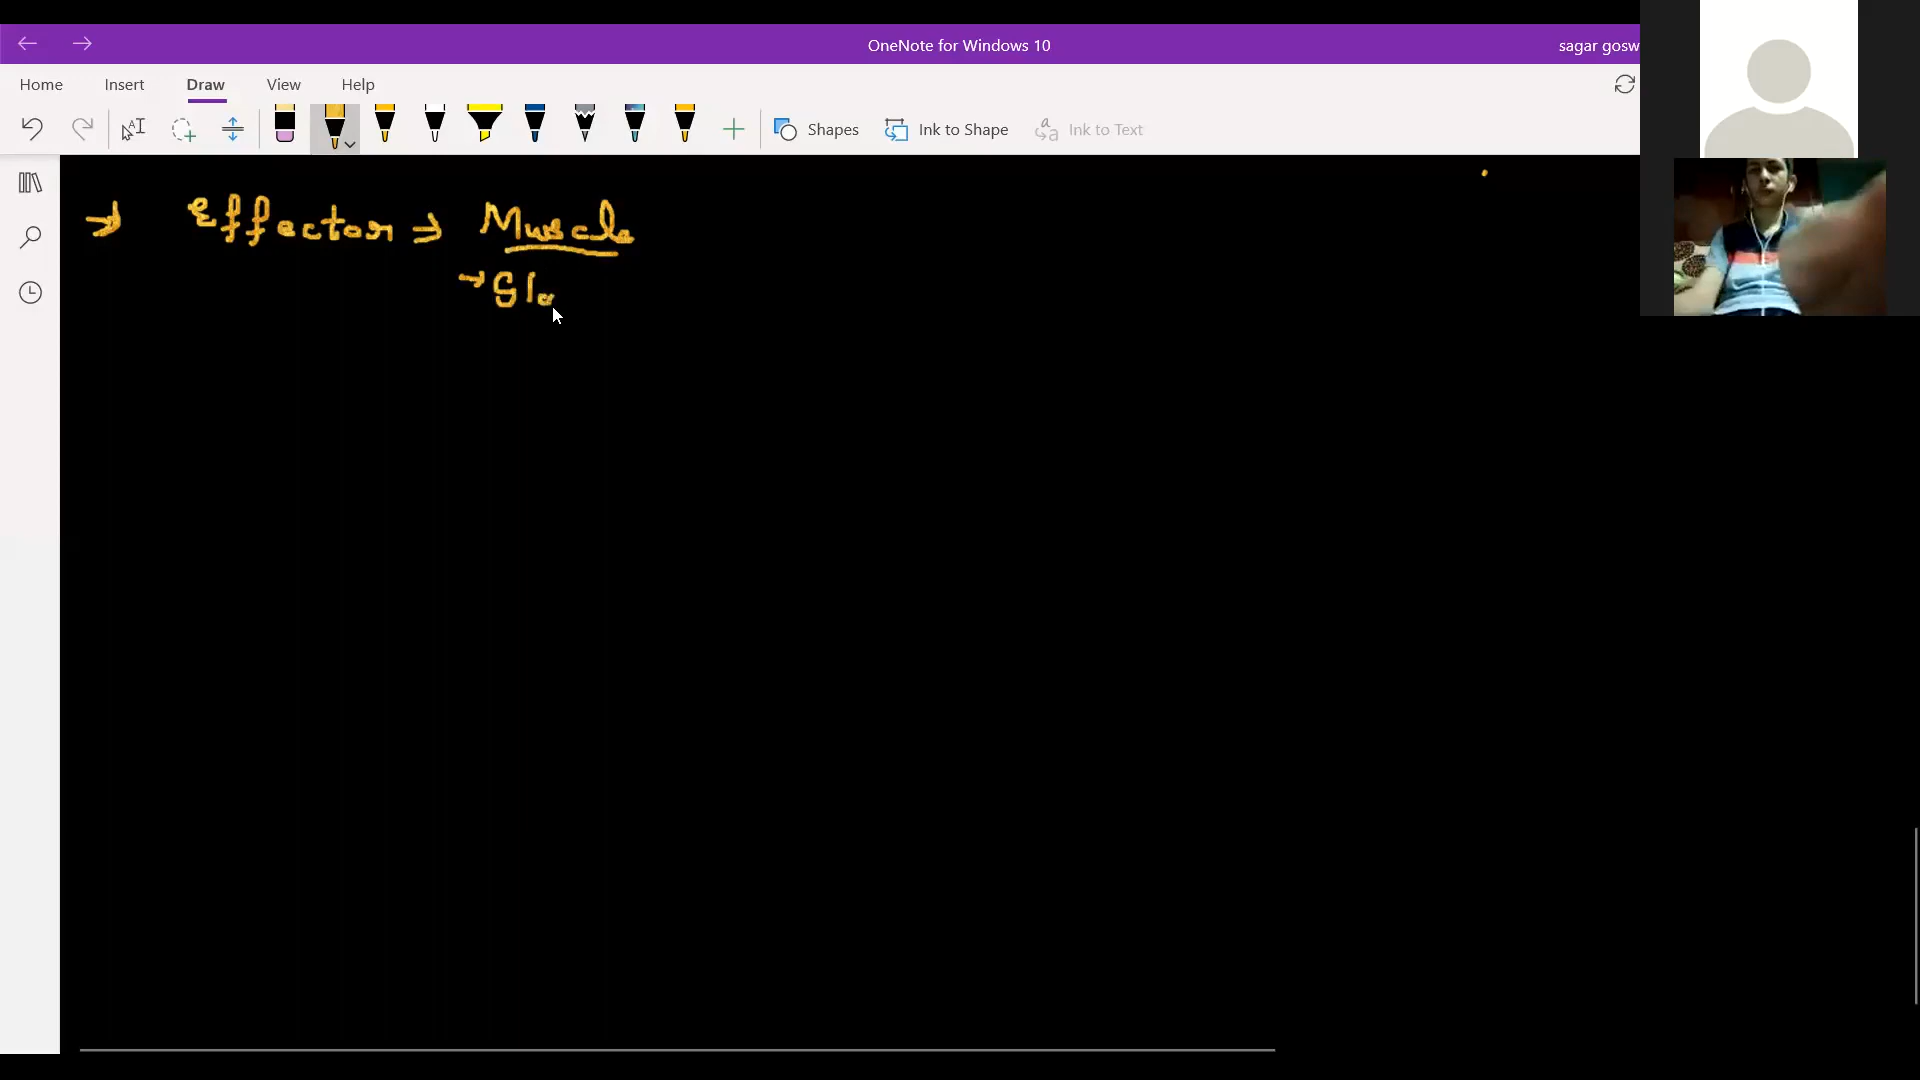 OneNote for Windows 10
sagar gosw
Home Insert Draw View Help
Shapes Ink to Shape Ink to Text
→ Effector ⇒ Muscle
→ Gla